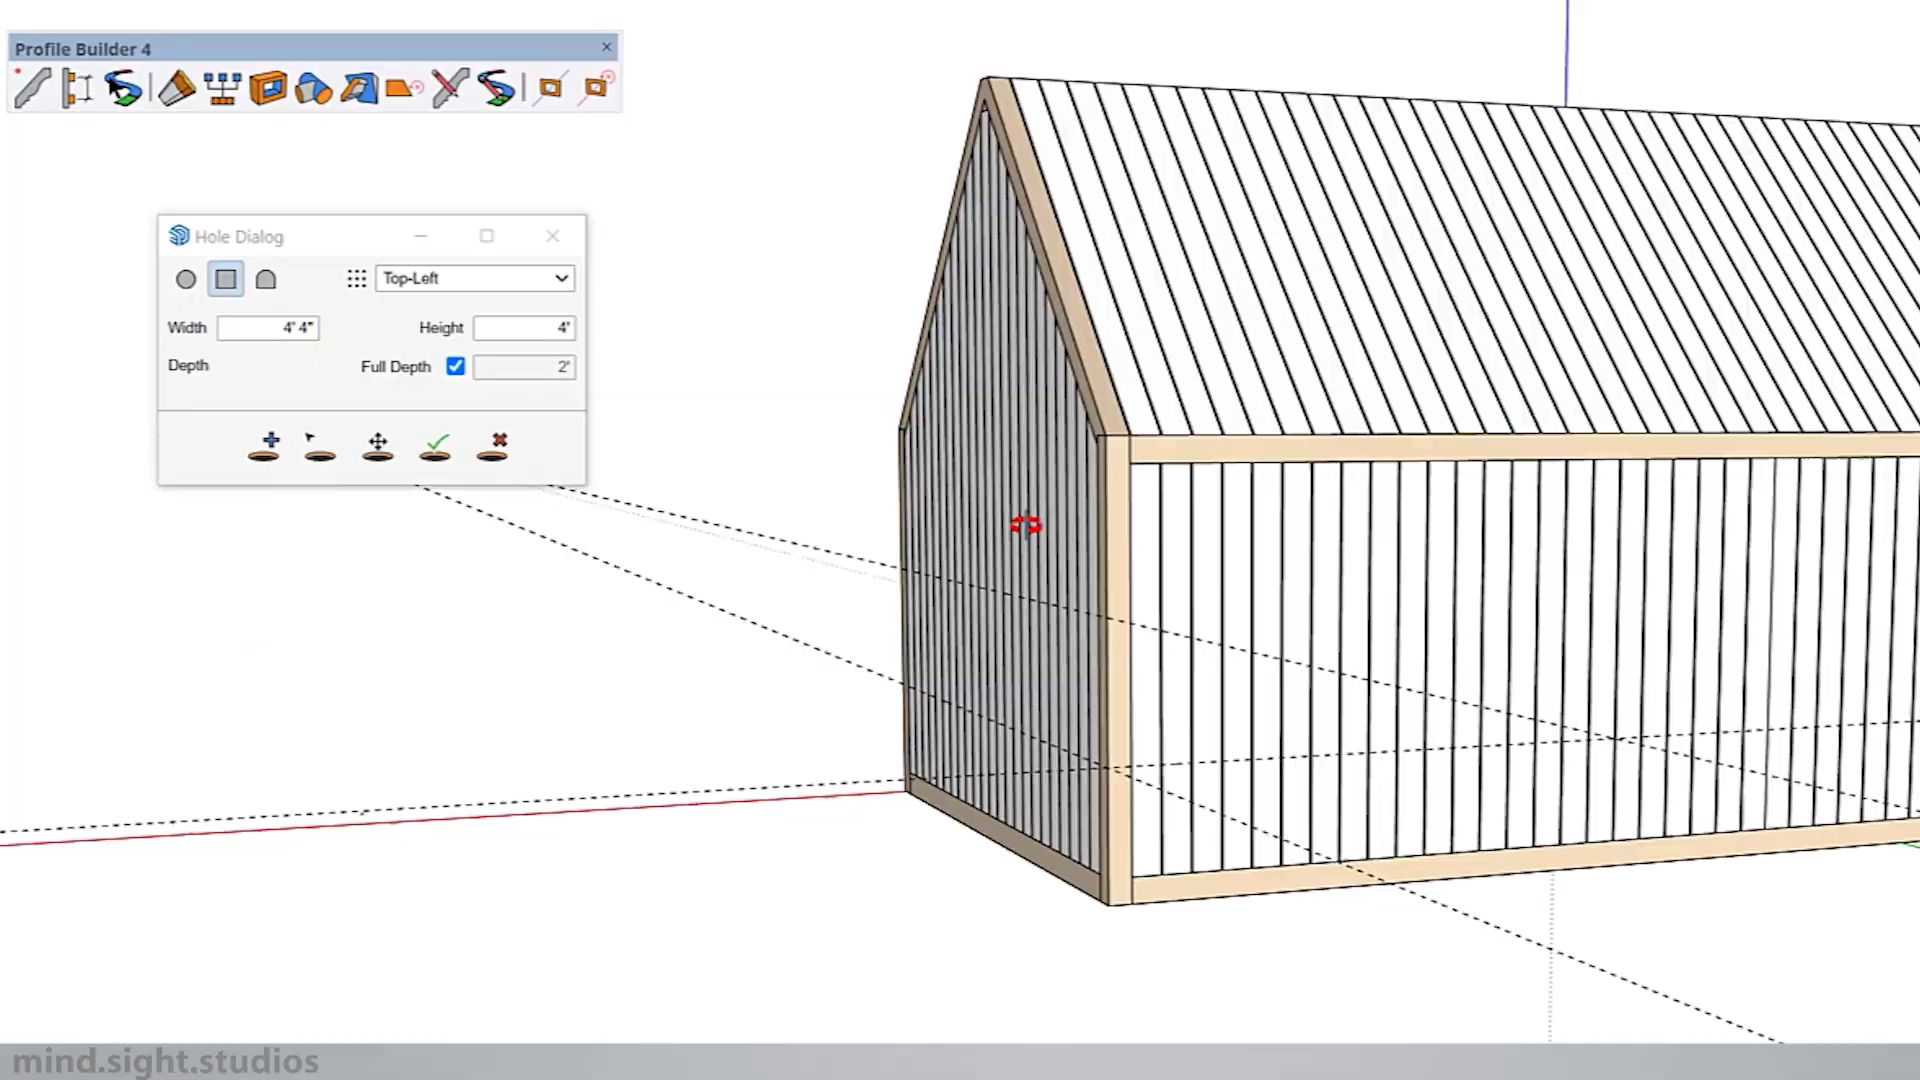 Profile Builder 4
Hole Dialog
Top-Left
Width 4' 4" Height 4'
Depth Full Depth 2'
mind.sight.studios